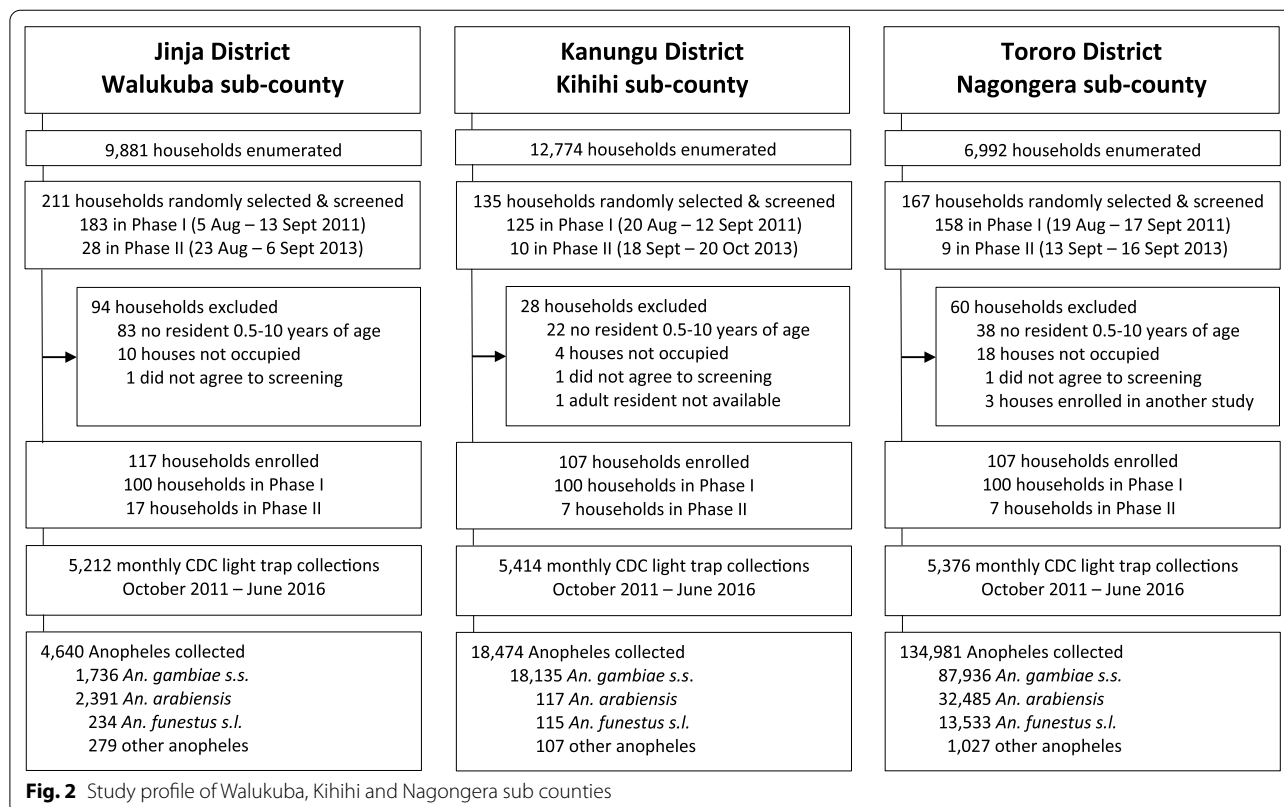 Jinja District
Walukuba sub-county
9,881 households enumerated
211 households randomly selected & screened
183 in Phase I (5 Aug – 13 Sept 2011)
28 in Phase II (23 Aug – 6 Sept 2013)
94 households excluded
83 no resident 0.5-10 years of age
10 houses not occupied
1 did not agree to screening
117 households enrolled
100 households in Phase I
17 households in Phase II
5,212 monthly CDC light trap collections
October 2011 – June 2016
4,640 Anopheles collected
1,736 An. gambiae s.s.
2,391 An. arabiensis
234 An. funestus s.l.
279 other anopheles
Kanungu District
Kihihi sub-county
12,774 households enumerated
135 households randomly selected & screened
125 in Phase I (20 Aug – 12 Sept 2011)
10 in Phase II (18 Sept – 20 Oct 2013)
28 households excluded
22 no resident 0.5-10 years of age
4 houses not occupied
1 did not agree to screening
1 adult resident not available
107 households enrolled
100 households in Phase I
7 households in Phase II
5,414 monthly CDC light trap collections
October 2011 – June 2016
18,474 Anopheles collected
18,135 An. gambiae s.s.
117 An. arabiensis
115 An. funestus s.l.
107 other anopheles
Tororo District
Nagongera sub-county
6,992 households enumerated
167 households randomly selected & screened
158 in Phase I (19 Aug – 17 Sept 2011)
9 in Phase II (13 Sept – 16 Sept 2013)
60 households excluded
38 no resident 0.5-10 years of age
18 houses not occupied
1 did not agree to screening
3 houses enrolled in another study
107 households enrolled
100 households in Phase I
7 households in Phase II
5,376 monthly CDC light trap collections
October 2011 – June 2016
134,981 Anopheles collected
87,936 An. gambiae s.s.
32,485 An. arabiensis
13,533 An. funestus s.l.
1,027 other anopheles
Fig. 2 Study profile of Walukuba, Kihihi and Nagongera sub counties